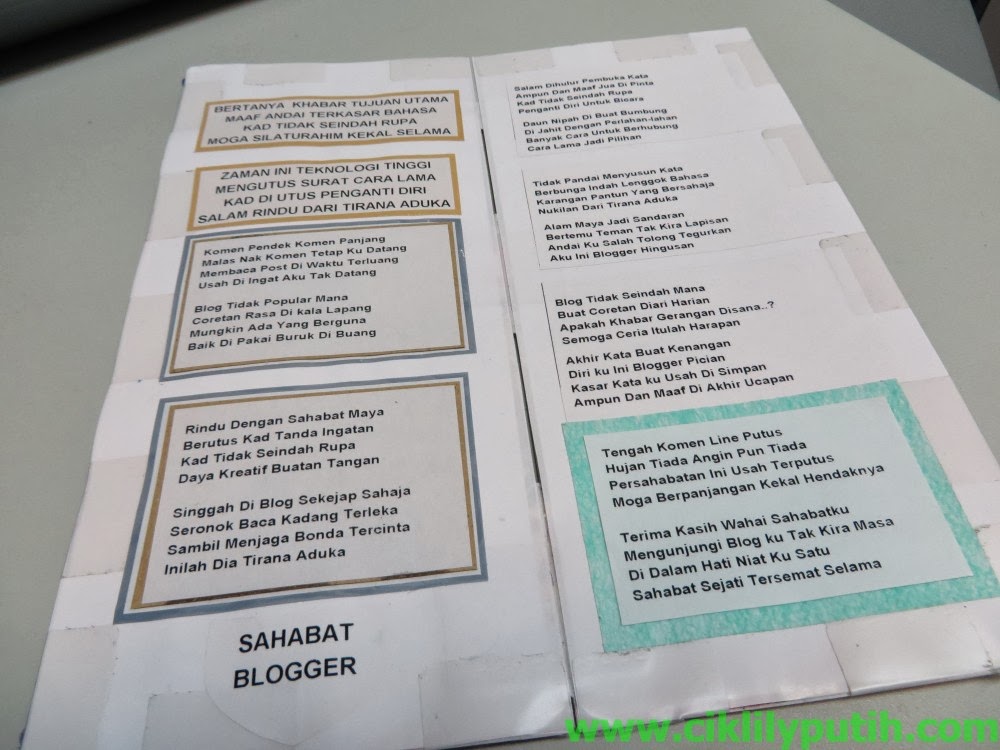 BERTANYA KHABAR TUJUAN UTAMA
MAAF ANDAI TERKASAR BAHASA
KAD TIDAK SEINDAH RUPA
MOGA SILATURAHIM KEKAL SELAMA
ZAMAN INI TEKNOLOGI TINGGI
MENGUTUS SURAT CARA LAMA
KAD DI UTUS PENGANTI DIRI
SALAM RINDU DARI TIRANA ADUKA
Komen Pendek Komen Panjang
Malas Nak Komen Tetap Ku Datang
Membaca Post Di Waktu Terluang
Usah Di Ingat Aku Tak Datang
Blog Tidak Popular Mana
Coretan Rasa Di kala Lapang
Mungkin Ada Yang Berguna
Baik Di Pakai Buruk Di Buang
Rindu Dengan Sahabat Maya
Berutus Kad Tanda Ingatan
Kad Tidak Seindah Rupa
Daya Kreatif Buatan Tangan
Singgah Di Blog Sekejap Sahaja
Seronok Baca Kadang Terleka
Sambil Menjaga Bonda Tercinta
Inilah Dia Tirana Aduka
SAHABAT
BLOGGER
Salam Dihulur Pembuka Kata
Ampun Dan Maaf Jua Di Pinta
Kad Tidak Seindah Rupa
Penganti Diri Untuk Bicara
Daun Nipah Di Buat Bumbung
Di Jahit Dengan Perlahan-lahan
Banyak Cara Untuk Berhubung
Cara Lama Jadi Pilihan
Tidak Pandai Menyusun Kata
Berbunga Indah Lenggok Bahasa
Karangan Pantun Yang Bersahaja
Nukilan Dari Tirana Aduka
Alam Maya Jadi Sandaran
Bertemu Teman Tak Kira Lapisan
Andai Ku Salah Tolong Tegurkan
Aku Ini Blogger Hingusan
Blog Tidak Seindah Mana
Buat Coretan Diari Harian
Apakah Khabar Gerangan Disana..?
Semoga Ceria Itulah Harapan
Akhir Kata Buat Kenangan
Diri ku Ini Blogger Pician
Kasar Kata ku Usah Di Simpan
Ampun Dan Maaf Di Akhir Ucapan
Tengah Komen Line Putus
Hujan Tiada Angin Pun Tiada
Persahabatan Ini Usah Terputus
Moga Berpanjangan Kekal Hendaknya
Terima Kasih Wahai Sahabatku
Mengunjungi Blog ku Tak Kira Masa
Di Dalam Hati Niat Ku Satu
Sahabat Sejati Tersemat Selama
www.ciklilyputih.com